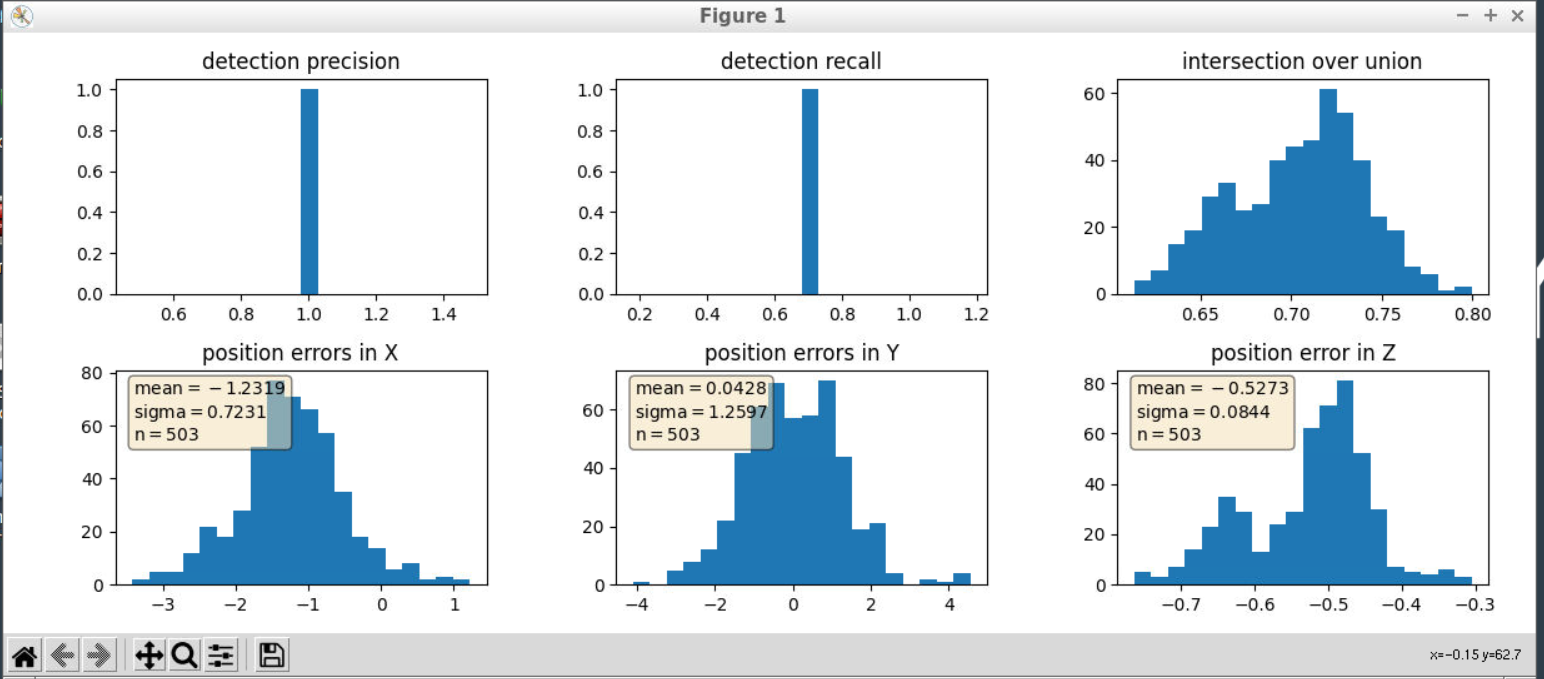 Figure 1
detection precision
1.0
0.8
0.6
0.4
0.2
0.0
0.6 0.8 1.0 1.2 1.4
detection recall
1.0
0.8
0.6
0.4
0.2
0.0
0.2 0.4 0.6 0.8 1.0 1.2
intersection over union
60
40
20
0
0.65 0.70 0.75 0.80
position errors in X
80
60
40
20
0
mean = −1.2319
sigma = 0.7231
n = 503
−3 −2 −1 0 1
position errors in Y
60
40
20
0
mean = 0.0428
sigma = 1.2597
n = 503
−4 −2 0 2 4
position error in Z
80
60
40
20
0
mean = −0.5273
sigma = 0.0844
n = 503
−0.7 −0.6 −0.5 −0.4 −0.3
x=−0.15 y=62.7